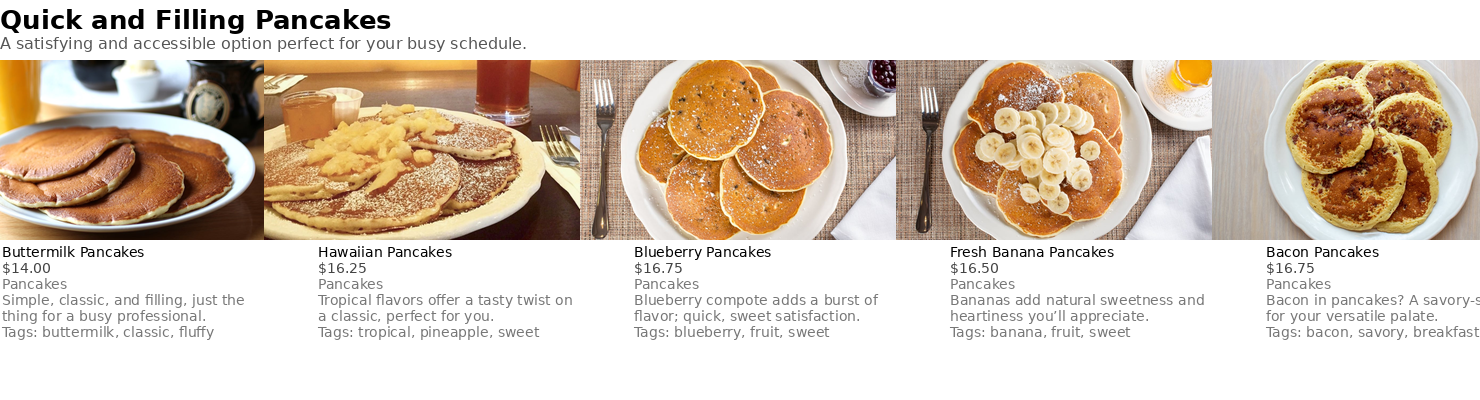 Quick and Filling Pancakes
A satisfying and accessible option perfect for your busy schedule.
Buttermilk Pancakes
$14.00
Pancakes
Simple, classic, and filling, just the
thing for a busy professional.
Tags: buttermilk, classic, fluffy
Hawaiian Pancakes
$16.25
Pancakes
Tropical flavors offer a tasty twist on
a classic, perfect for you.
Tags: tropical, pineapple, sweet
Blueberry Pancakes
$16.75
Pancakes
Blueberry compote adds a burst of
flavor; quick, sweet satisfaction.
Tags: blueberry, fruit, sweet
Fresh Banana Pancakes
$16.50
Pancakes
Bananas add natural sweetness and
heartiness you’ll appreciate.
Tags: banana, fruit, sweet
Bacon Pancakes
$16.75
Pancakes
Bacon in pancakes? A savory-s
for your versatile palate.
Tags: bacon, savory, breakfast